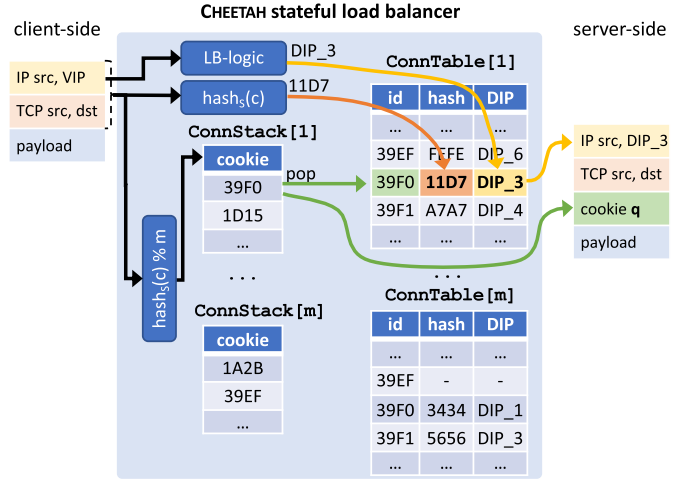 CHEETAH stateful load balancer
client-side
server-side
IP src, VIP
TCP src, dst
payload
LB-logic
DIP_3
hashS(c)
11D7
hashS(c) % m
ConnStack[1]
cookie
39F0
1D15
...
pop
. . .
ConnStack[m]
cookie
1A2B
39EF
...
ConnTable[1]
id hash DIP
... ... ...
39EF FEFE DIP_6
39F0 11D7 DIP_3
39F1 A7A7 DIP_4
... ... ...
. . .
ConnTable[m]
id hash DIP
... ... ...
39EF - -
39F0 3434 DIP_1
39F1 5656 DIP_3
... ... ...
IP src, DIP_3
TCP src, dst
cookie q
payload